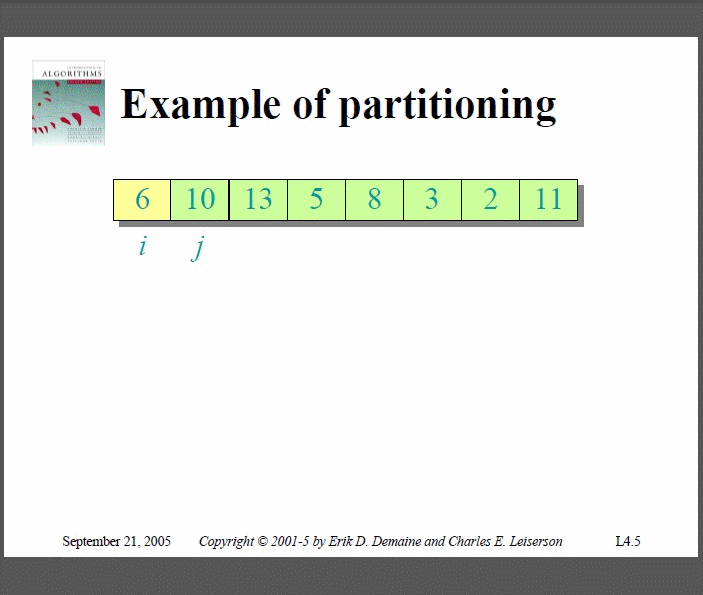 INTRODUCTION TO
ALGORITHMS
Example of partitioning
6 10 13 5 8 3 2 11
i j
September 21, 2005 Copyright © 2001-5 by Erik D. Demaine and Charles E. Leiserson L4.5